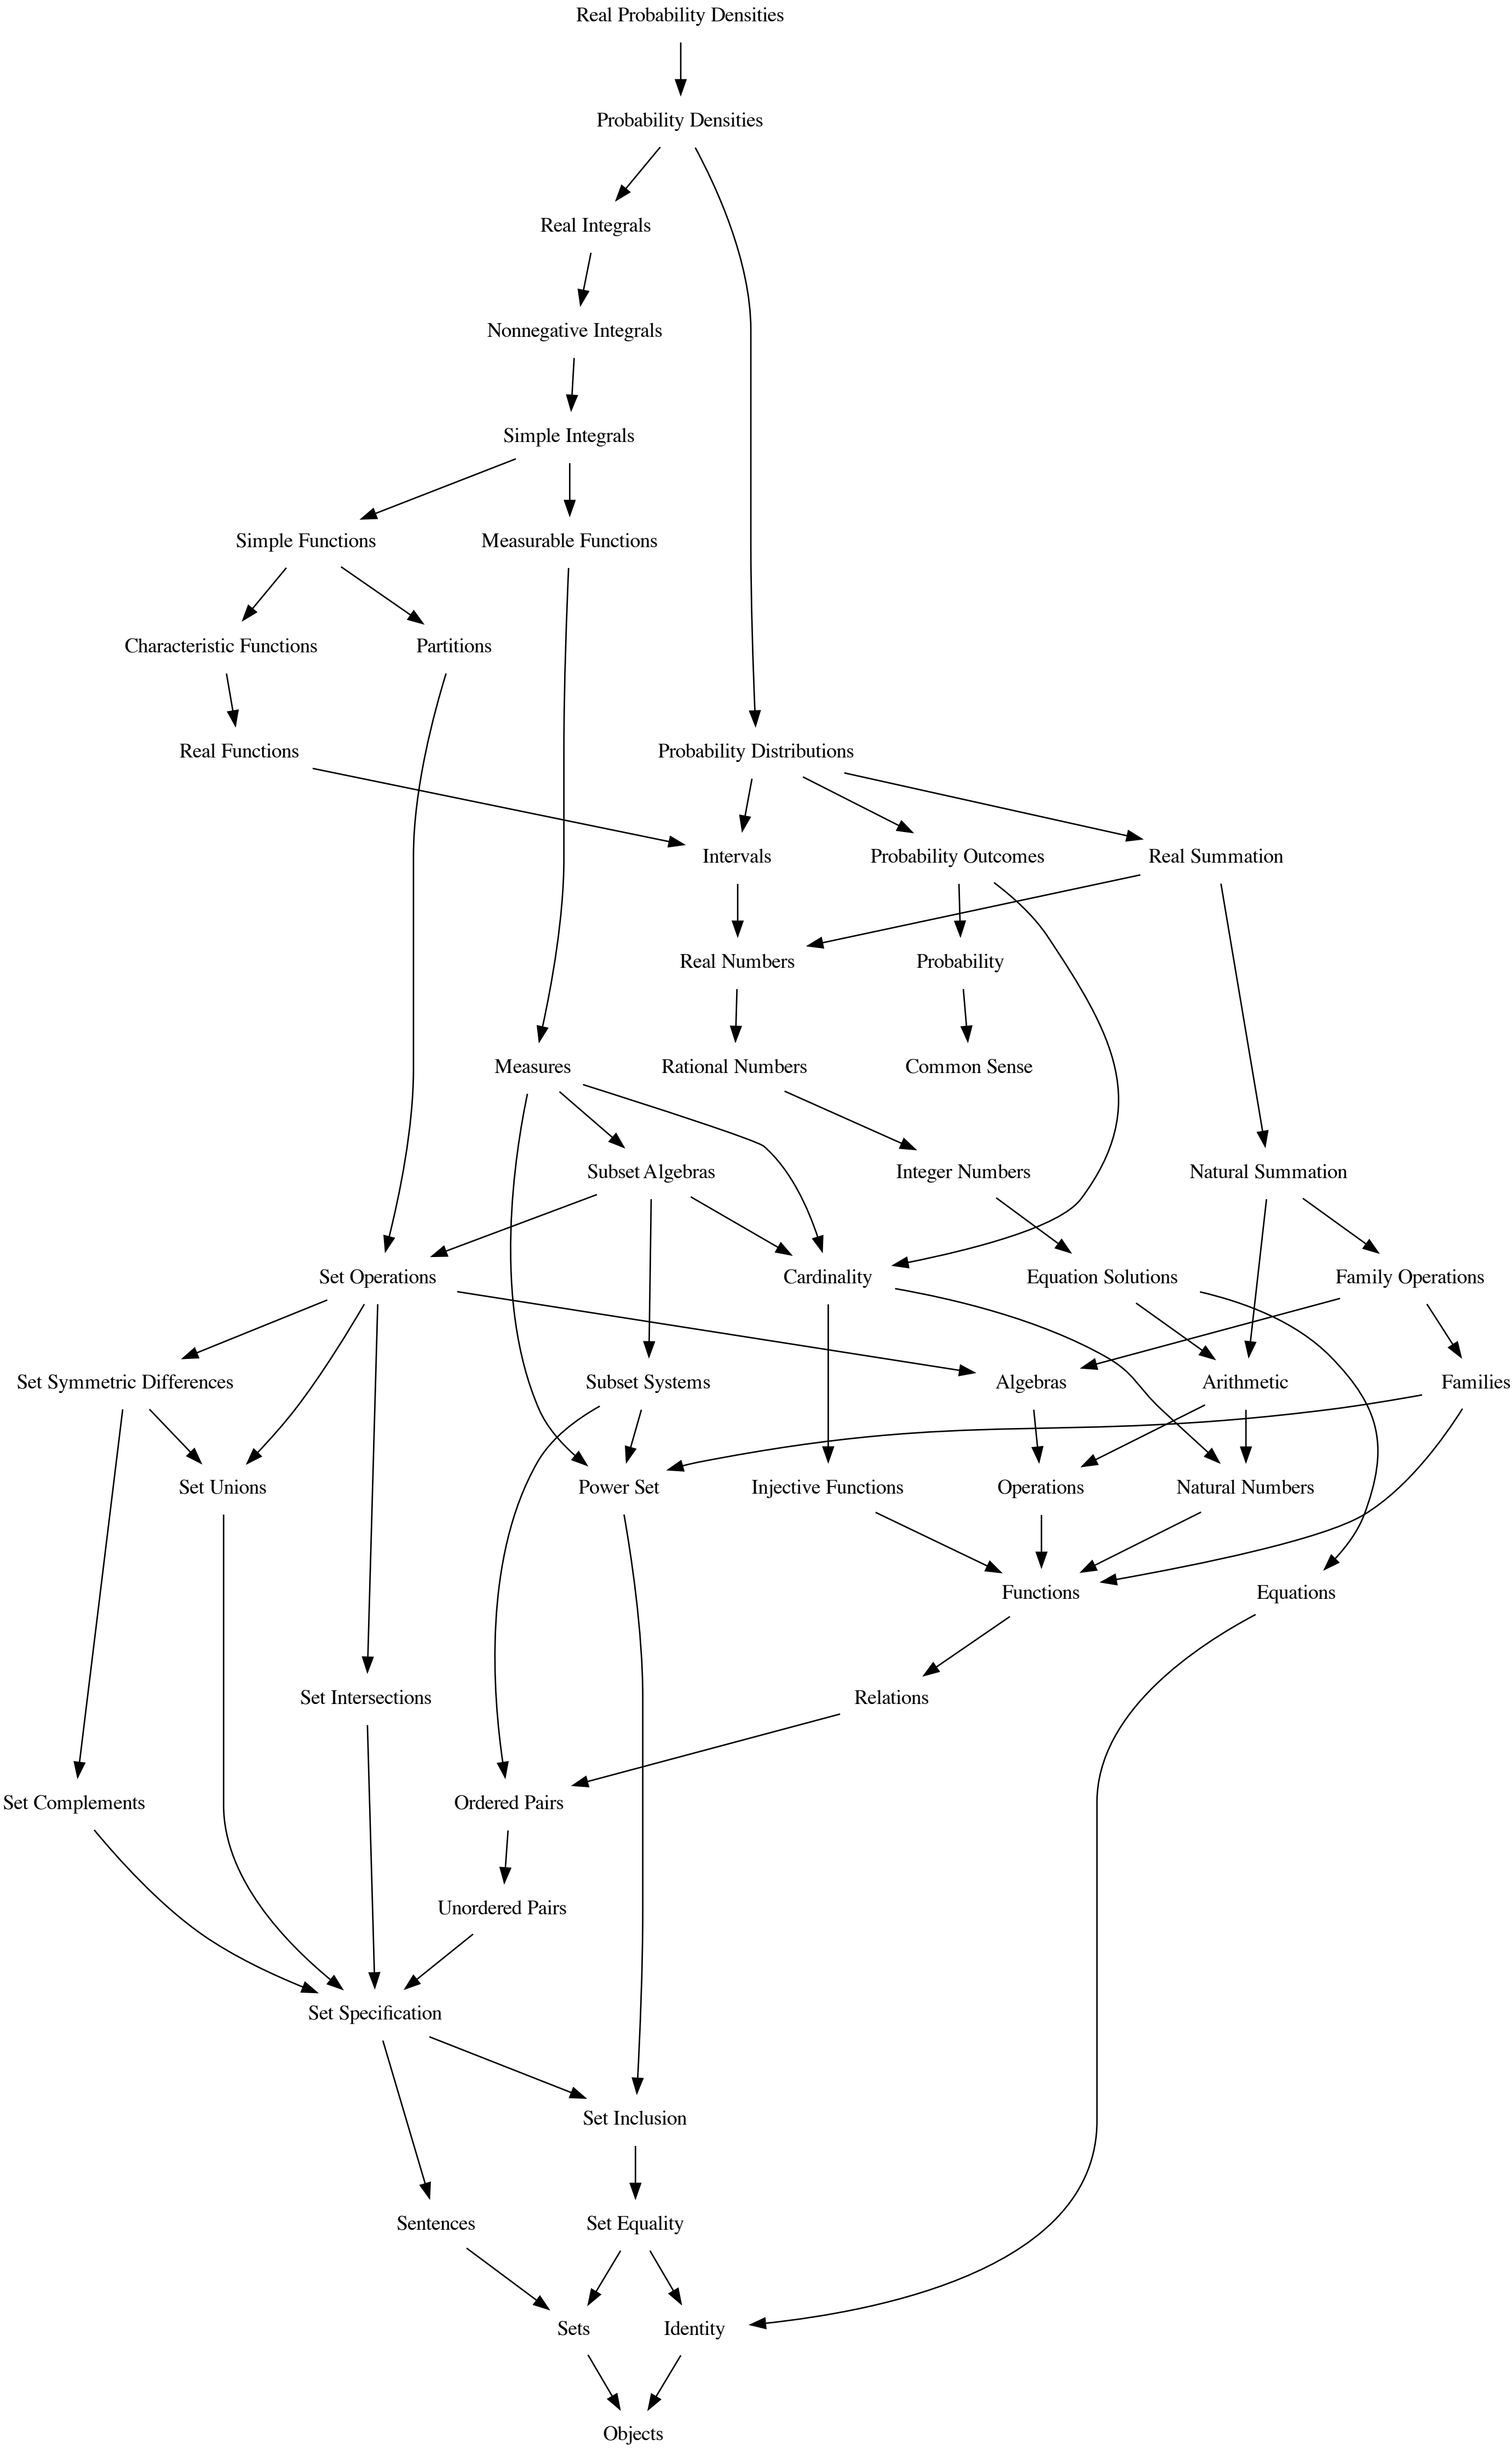 Real Probability Densities
Probability Densities
Real Integrals
Nonnegative Integrals
Simple Integrals
Simple Functions
Measurable Functions
Characteristic Functions
Partitions
Real Functions
Probability Distributions
Intervals
Probability Outcomes
Real Summation
Real Numbers
Probability
Measures
Rational Numbers
Common Sense
Subset Algebras
Integer Numbers
Natural Summation
Set Operations
Cardinality
Equation Solutions
Family Operations
Set Symmetric Differences
Subset Systems
Algebras
Arithmetic
Families
Set Unions
Power Set
Injective Functions
Operations
Natural Numbers
Functions
Equations
Set Intersections
Relations
Set Complements
Ordered Pairs
Unordered Pairs
Set Specification
Set Inclusion
Sentences
Set Equality
Sets
Identity
Objects